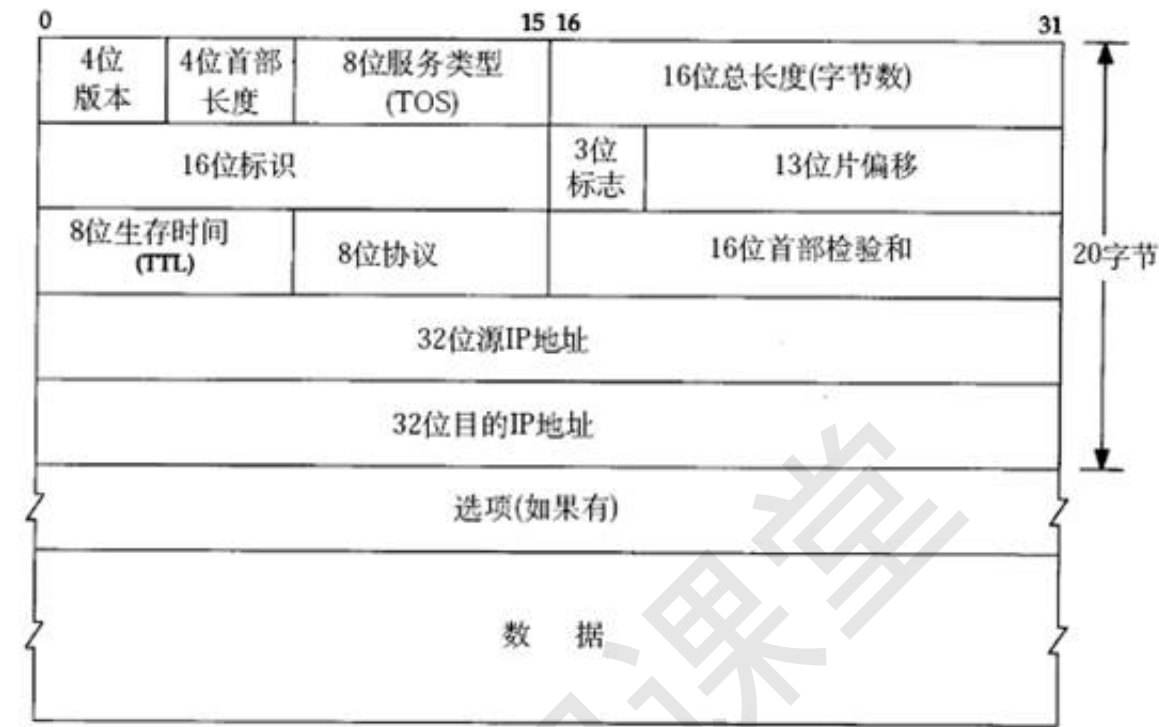 0 15 16 31
4位
版本
4位首部
长度
8位服务类型
(TOS)
16位总长度(字节数)
16位标识
3位
标志
13位片偏移
8位生存时间
(TTL)
8位协议
16位首部检验和
20字节
32位源IP地址
32位目的IP地址
选项(如果有)
数 据
课堂